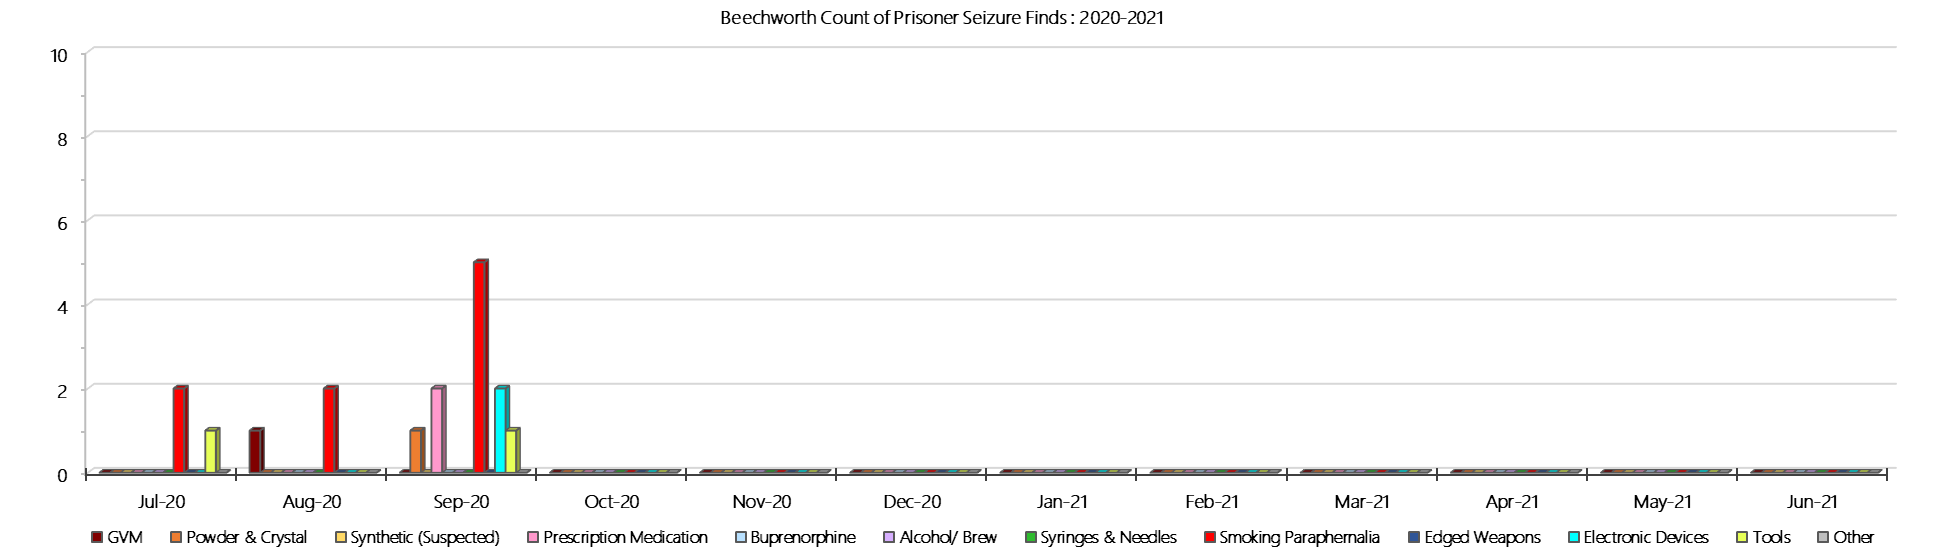 Beechworth Count of Prisoner Seizure Finds : 2020-2021
10
8
6
4
2
0
Jul-20 Aug-20 Sep-20 Oct-20 Nov-20 Dec-20 Jan-21 Feb-21 Mar-21 Apr-21 May-21 Jun-21
GVM Powder & Crystal Synthetic (Suspected) Prescription Medication Buprenorphine Alcohol/ Brew Syringes & Needles Smoking Paraphernalia Edged Weapons Electronic Devices Tools Other